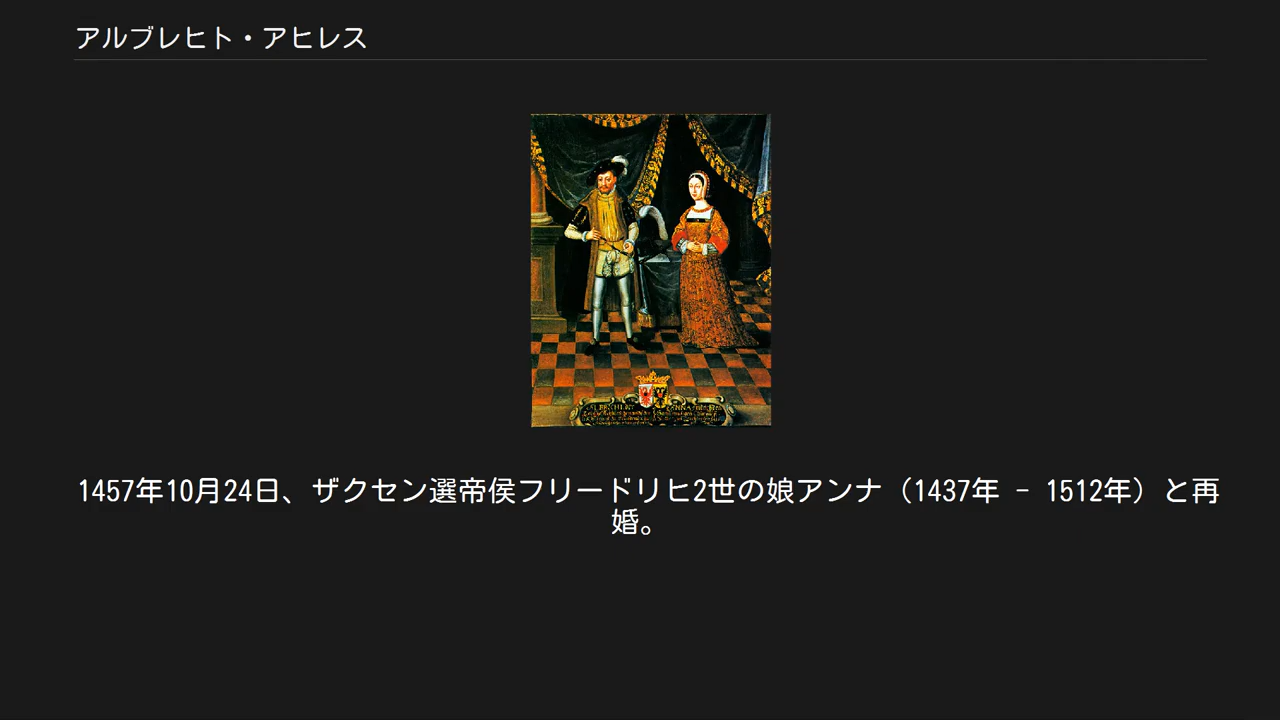 アルブレヒト・アヒレス
1457年10月24日、ザクセン選帝侯フリードリヒ2世の娘アンナ（1437年 - 1512年）と再
婚。